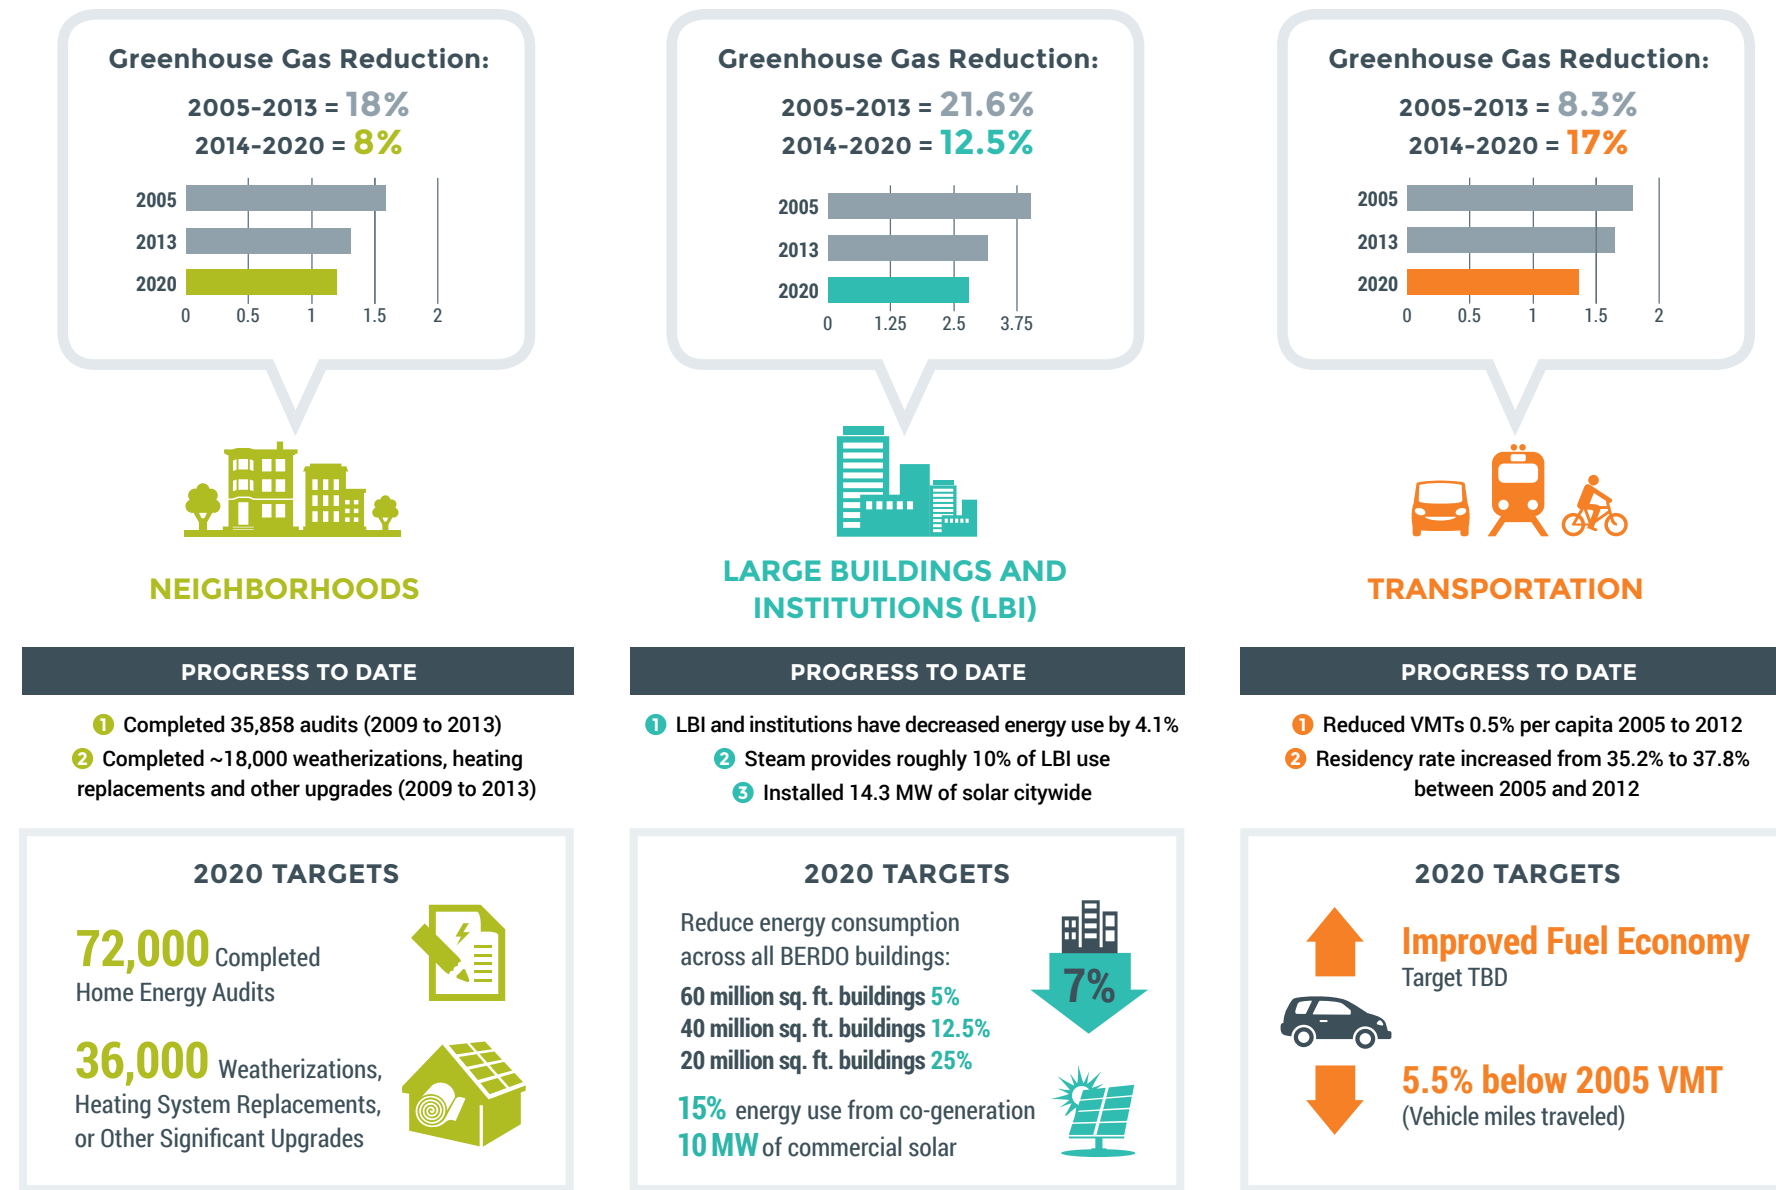 Greenhouse Gas Reduction:
2005-2013 = 18%
2014-2020 = 8%
2005
2013
2020
0 0.5 1 1.5 2
NEIGHBORHOODS
PROGRESS TO DATE
1 Completed 35,858 audits (2009 to 2013)
2 Completed ~18,000 weatherizations, heating
replacements and other upgrades (2009 to 2013)
2020 TARGETS
72,000 Completed
Home Energy Audits
36,000 Weatherizations,
Heating System Replacements,
or Other Significant Upgrades
Greenhouse Gas Reduction:
2005-2013 = 21.6%
2014-2020 = 12.5%
2005
2013
2020
0 1.25 2.5 3.75
LARGE BUILDINGS AND
INSTITUTIONS (LBI)
PROGRESS TO DATE
1 LBI and institutions have decreased energy use by 4.1%
2 Steam provides roughly 10% of LBI use
3 Installed 14.3 MW of solar citywide
2020 TARGETS
Reduce energy consumption
across all BERDO buildings:
7%
60 million sq. ft. buildings 5%
40 million sq. ft. buildings 12.5%
20 million sq. ft. buildings 25%
15% energy use from co-generation
10 MW of commercial solar
Greenhouse Gas Reduction:
2005-2013 = 8.3%
2014-2020 = 17%
2005
2013
2020
0 0.5 1 1.5 2
TRANSPORTATION
PROGRESS TO DATE
1 Reduced VMTs 0.5% per capita 2005 to 2012
2 Residency rate increased from 35.2% to 37.8%
between 2005 and 2012
2020 TARGETS
Improved Fuel Economy
Target TBD
5.5% below 2005 VMT
(Vehicle miles traveled)